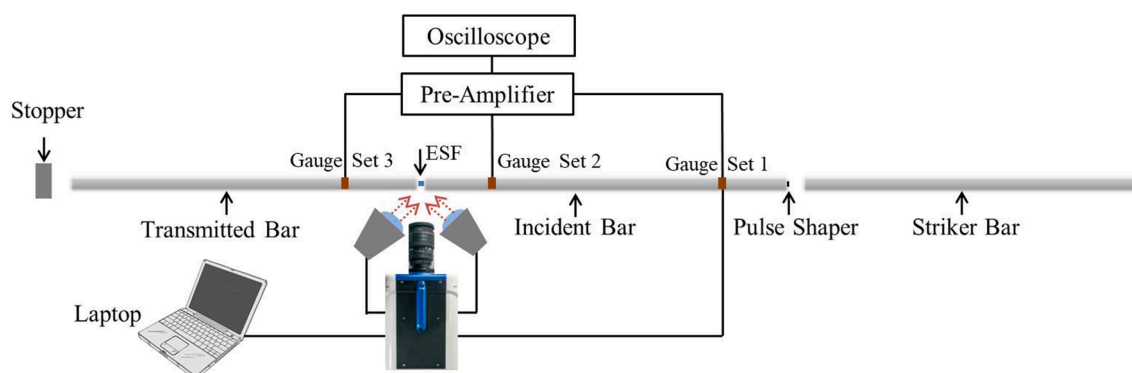 Oscilloscope
Pre-Amplifier
Stopper
Gauge Set 3
ESF
Gauge Set 2
Gauge Set 1
Transmitted Bar
Incident Bar
Pulse Shaper
Striker Bar
Laptop